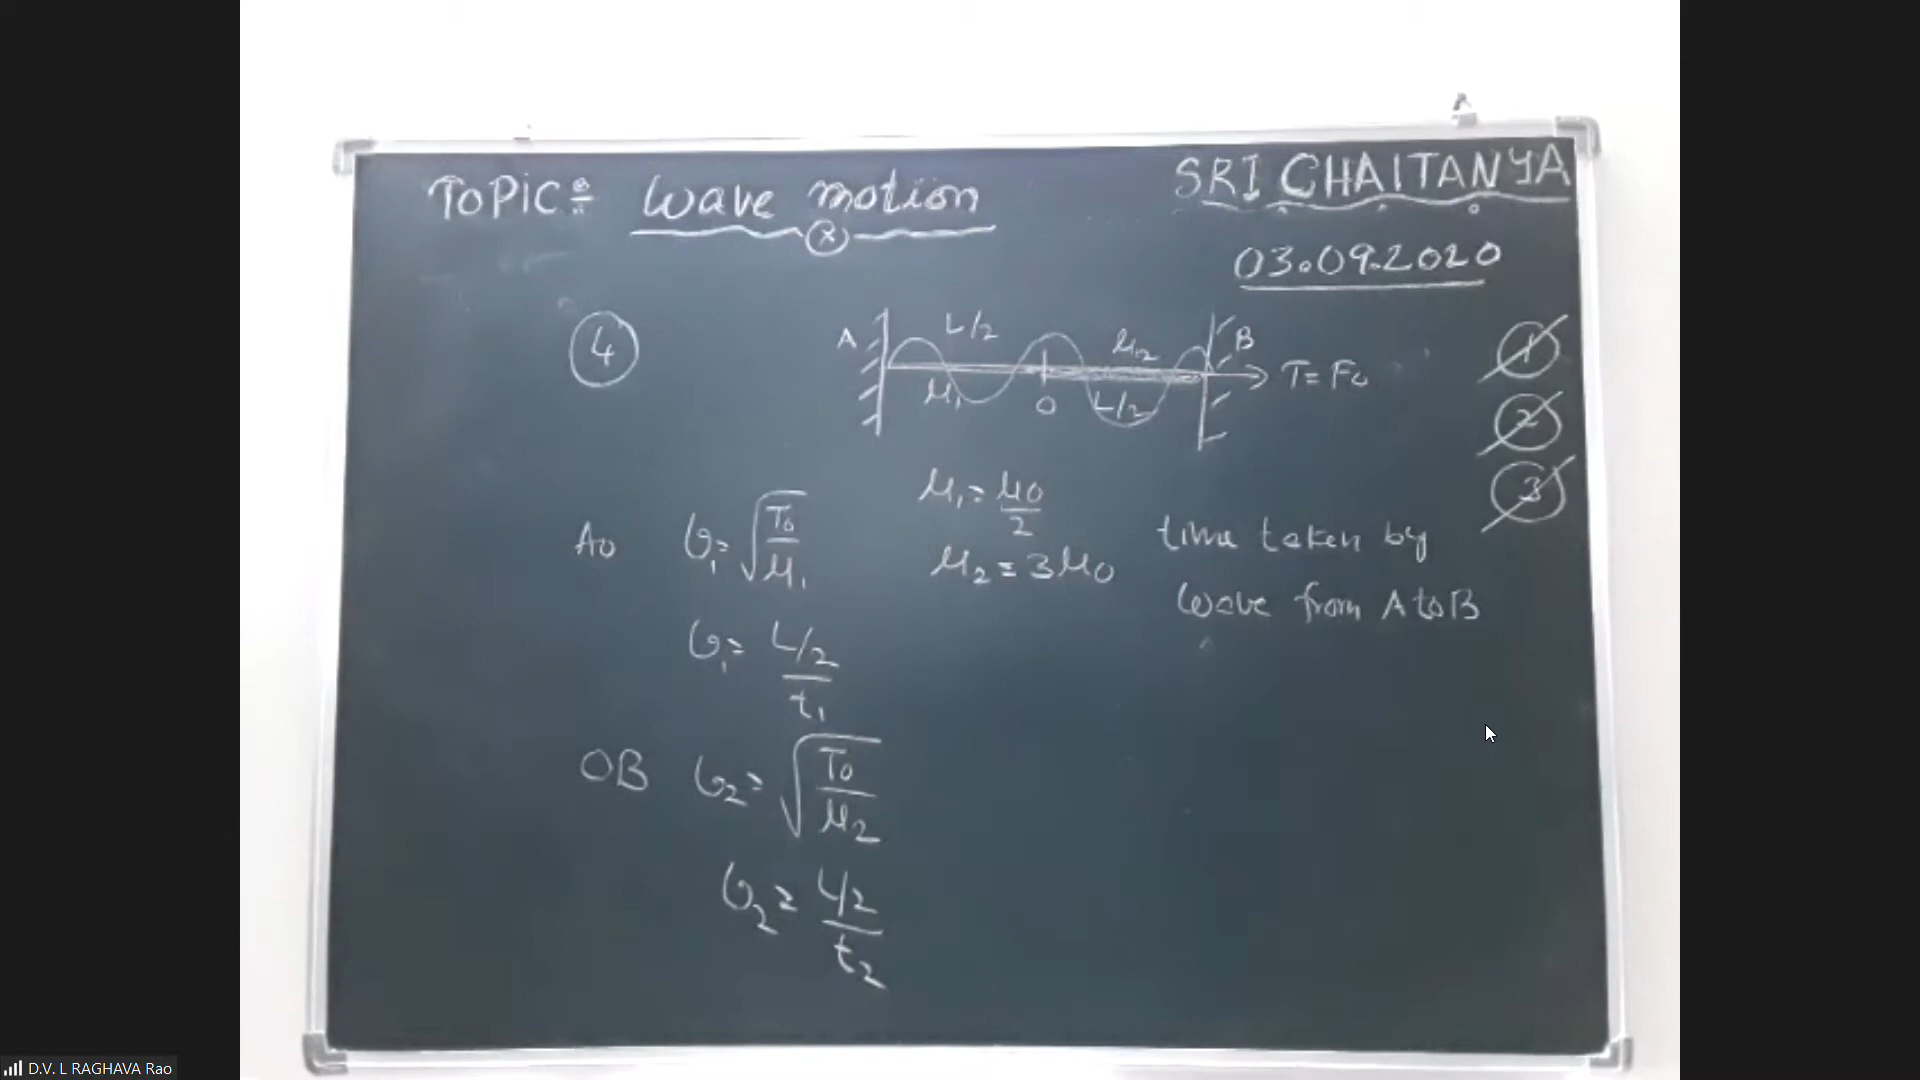 TOPIC:- wave motion
SRI CHAITANYA
03.09.2020
4
A L/2 μ2 B
μ1 O L/2 T= F0
1
2
3
AO v1= √T0/μ1
μ1= μ0/2
μ2= 3μ0
time taken by
wave from A to B
v1= L/2/t1
OB v2= √T0/μ2
v2= L/2/t2
D.V. L RAGHAVA Rao